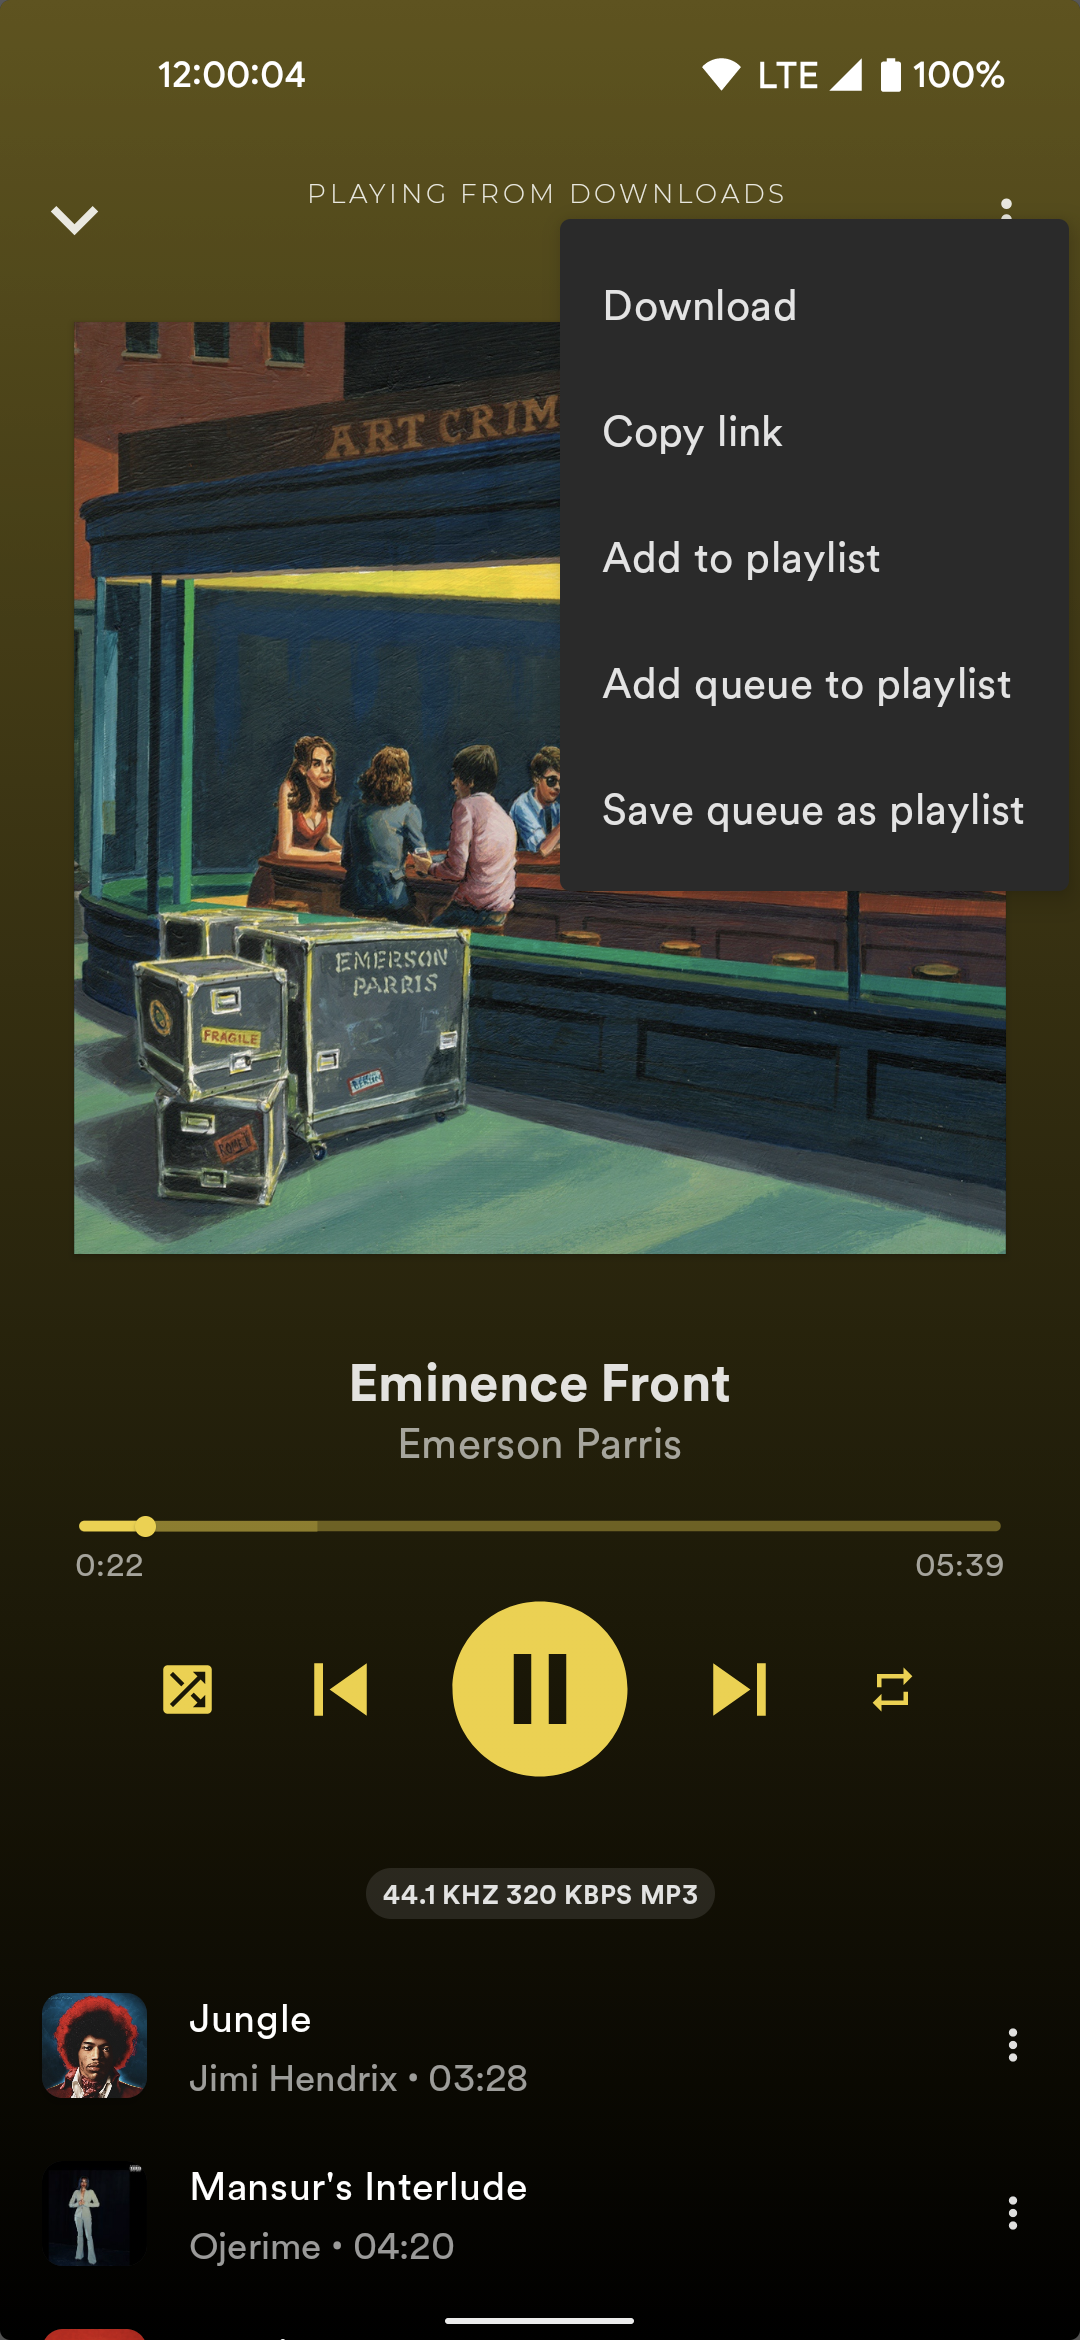 12:00:04
LTE 100%
PLAYING FROM DOWNLOADS
Download
Copy link
Add to playlist
Add queue to playlist
Save queue as playlist
ART CRIM
EMERSON
PARRIS
FRAGILE
Eminence Front
Emerson Parris
0:22
05:39
44.1 KHZ 320 KBPS MP3
Jungle
Jimi Hendrix • 03:28
Mansur's Interlude
Ojerime • 04:20